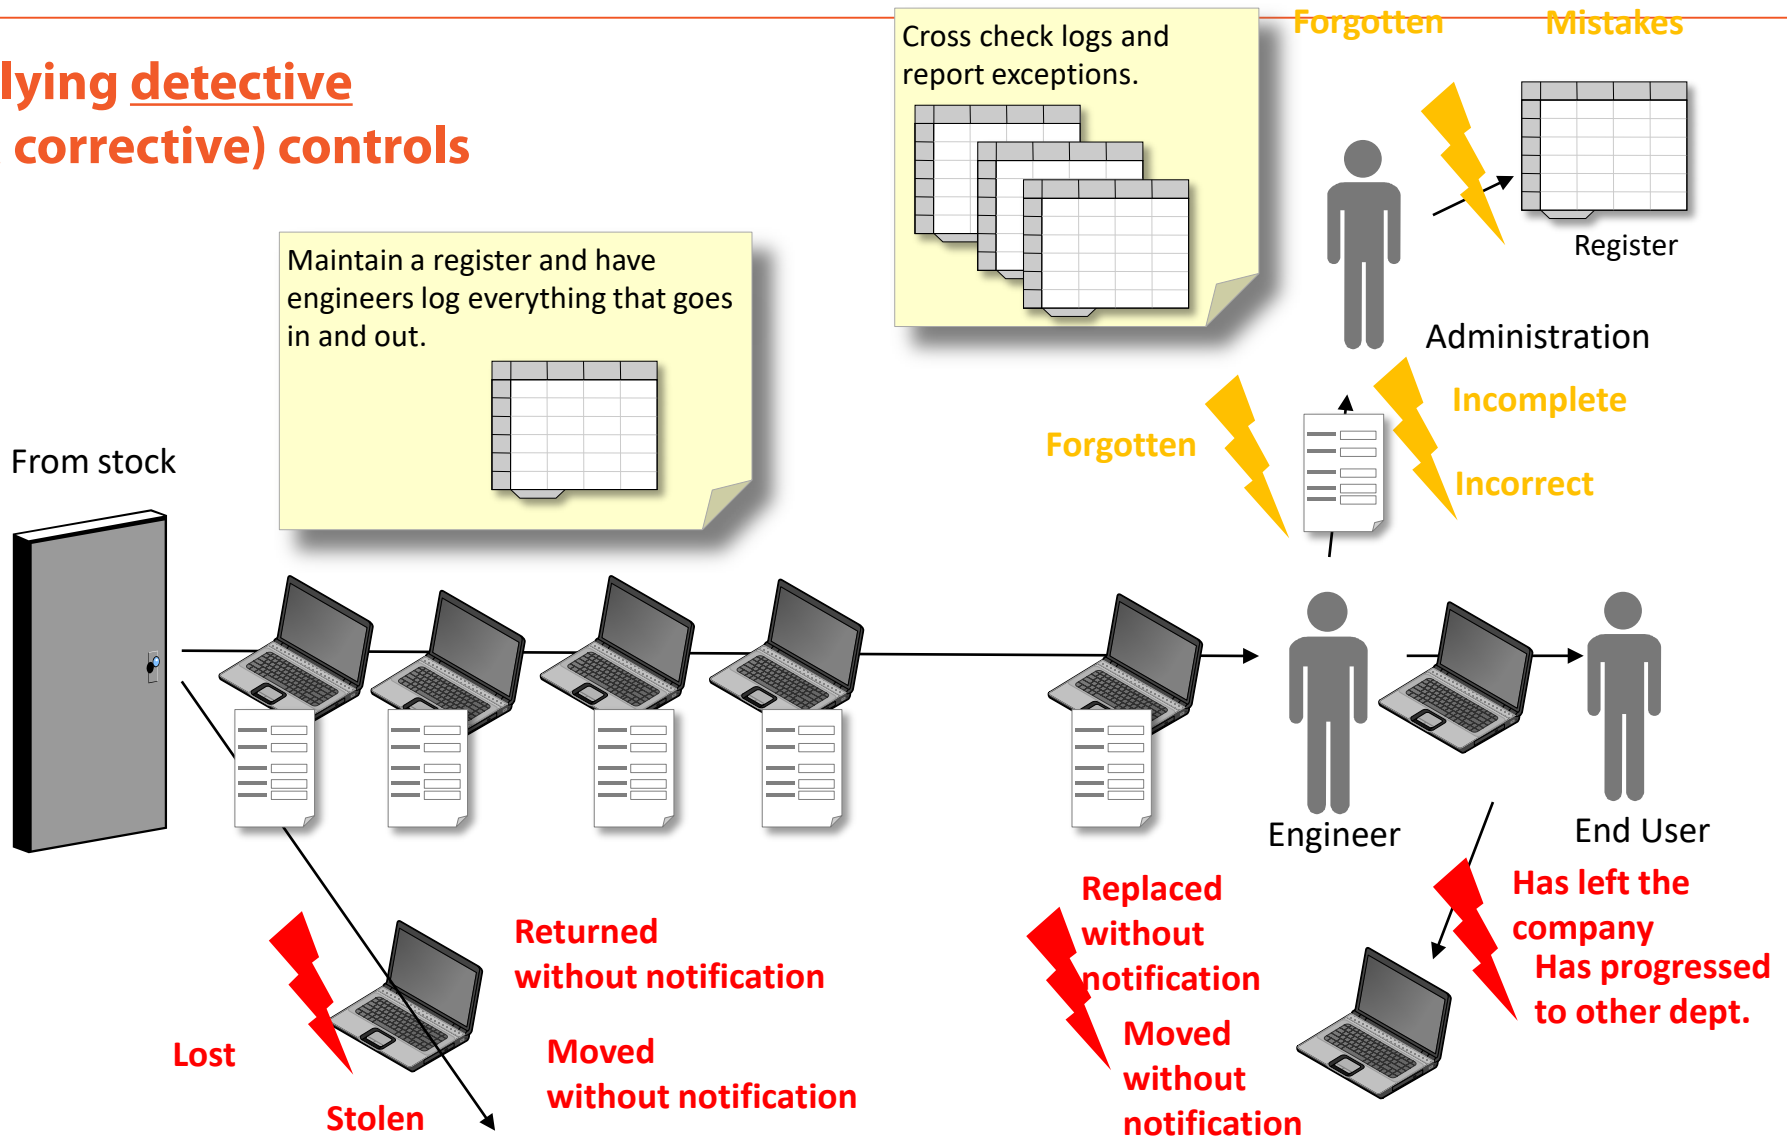 lying detective
corrective) controls
Cross check logs and
report exceptions.
Forgotten
Mistakes
Register
Maintain a register and have
engineers log everything that goes
in and out.
Administration
Incomplete
Forgotten
Incorrect
From stock
Engineer
End User
Returned
without notification
Lost
Moved
without notification
Stolen
Replaced
without
notification
Moved
without
notification
Has left the
company
Has progressed
to other dept.